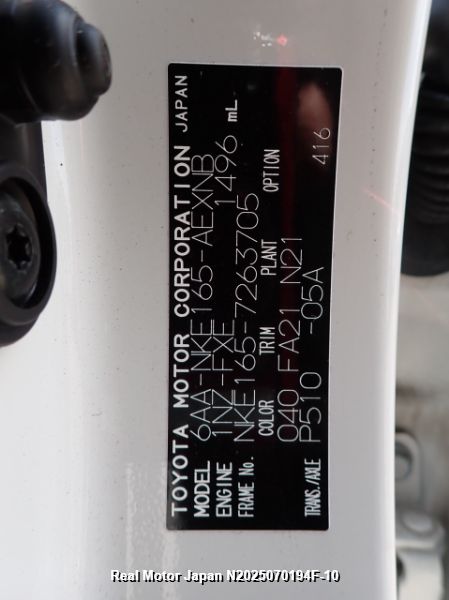 TOYOTA MOTOR CORPORATION JAPAN
MODEL 6AA-NKE165-AEXNB
ENGINE 1NZ-FXE 1496 mL
FRAME No. NKE165-7263705
COLOR TRIM PLANT OPTION
040 FA21 N21
TRANS./AXLE P510 -05A 416
Real Motor Japan N2025070194F-10